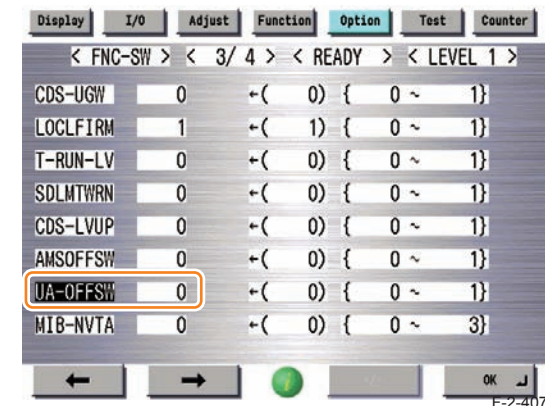 Display I/O Adjust Function Option Test Counter
< FNC-SW > < 3/ 4 > < READY > < LEVEL 1 >
CDS-UGW 0 ←( 0) { 0 ~ 1}
LOCLFIRM 1 ←( 1) { 0 ~ 1}
T-RUN-LV 0 ←( 0) { 0 ~ 1}
SDLMTWRN 0 ←( 0) { 0 ~ 1}
CDS-LVUP 0 ←( 0) { 0 ~ 1}
AMSOFFSW 0 ←( 0) { 0 ~ 1}
UA-OFFSW 0 ←( 0) { 0 ~ 1}
MIB-NVTA 0 ←( 0) { 0 ~ 3}
← → i +/- OK
F-2-407